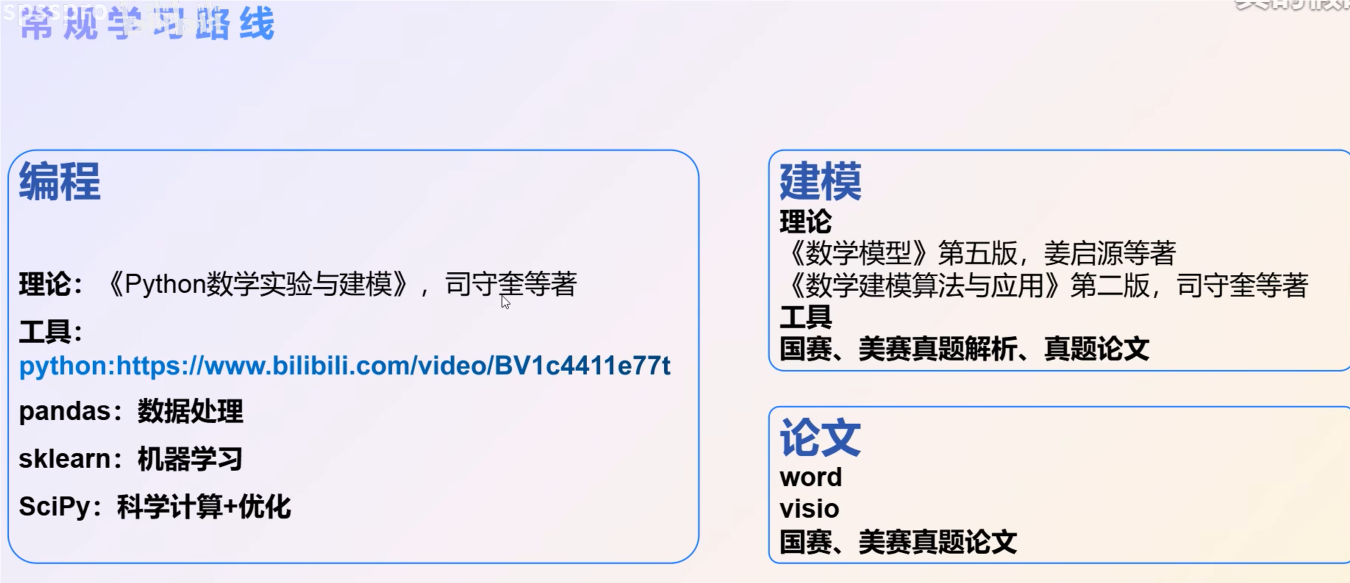 spsspro
常规学习路线
编程
理论：《Python数学实验与建模》，司守奎等著
工具：
python:https://www.bilibili.com/video/BV1c4411e77t
pandas：数据处理
sklearn：机器学习
SciPy：科学计算+优化
建模
理论
《数学模型》第五版，姜启源等著
《数学建模算法与应用》第二版，司守奎等著
工具
国赛、美赛真题解析、真题论文
论文
word
visio
国赛、美赛真题论文